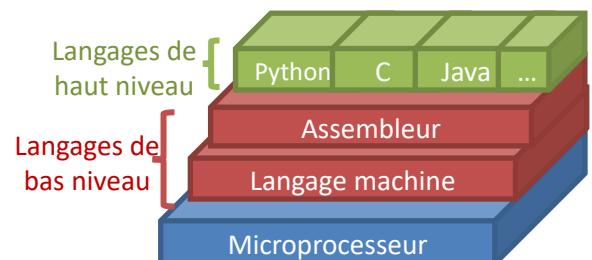 Langages de
haut niveau
Python C Java ...
Assembleur
Langages de
bas niveau
Langage machine
Microprocesseur